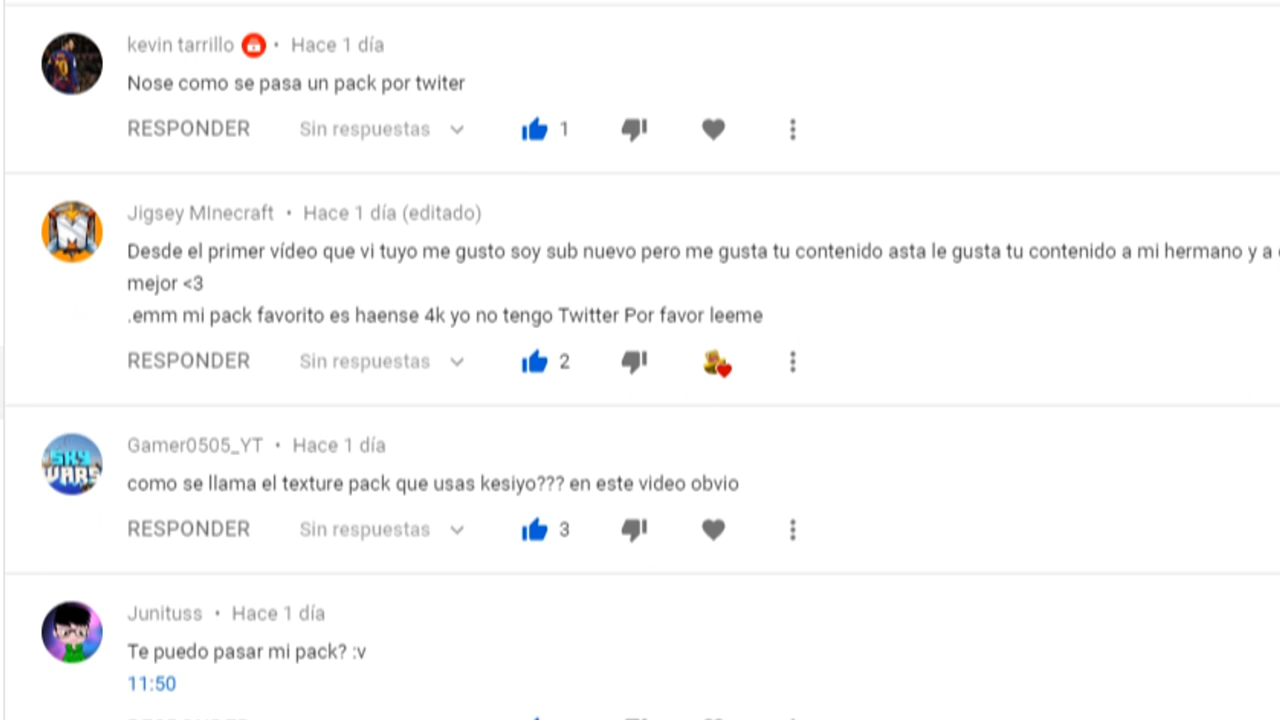 kevin tarrillo • Hace 1 día
Nose como se pasa un pack por twiter
RESPONDER Sin respuestas 1
Jigsey MInecraft • Hace 1 día (editado)
Desde el primer vídeo que vi tuyo me gusto soy sub nuevo pero me gusta tu contenido asta le gusta tu contenido a mi hermano y a
mejor <3
.emm mi pack favorito es haense 4k yo no tengo Twitter Por favor leeme
RESPONDER Sin respuestas 2
Gamer0505_YT • Hace 1 día
como se llama el texture pack que usas kesiyo??? en este video obvio
RESPONDER Sin respuestas 3
SKY
WARS
Junituss • Hace 1 día
Te puedo pasar mi pack? :v
11:50